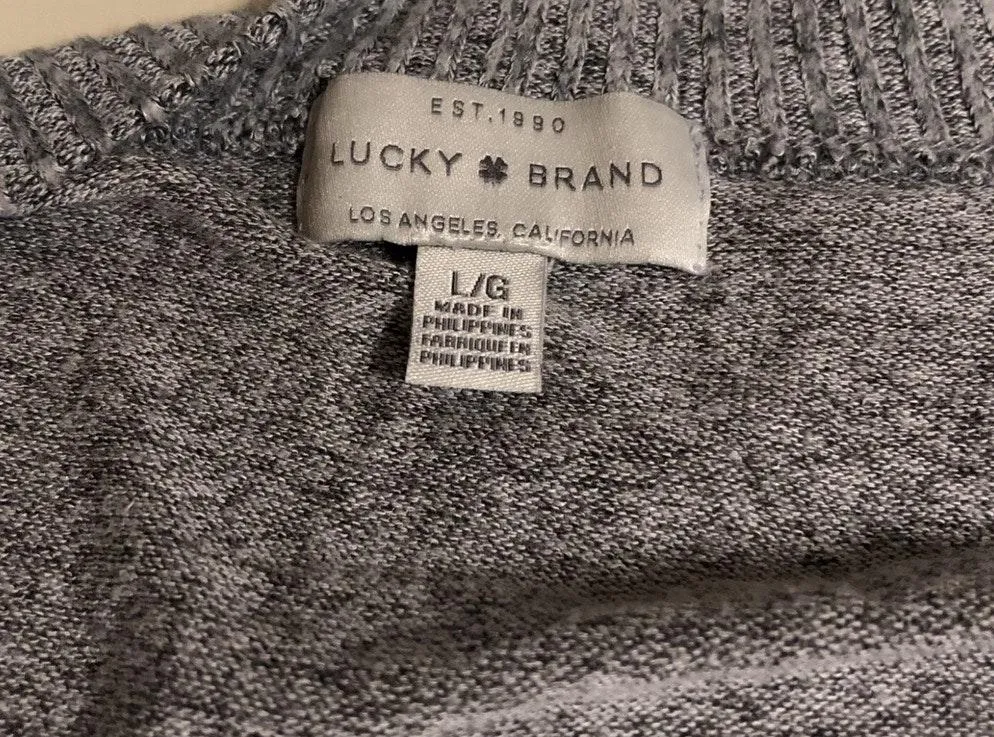 EST. 1990
LUCKY BRAND
LOS ANGELES, CALIFORNIA
L/G
MADE IN
PHILIPPINES
FABRIQUE EN
PHILIPPINES